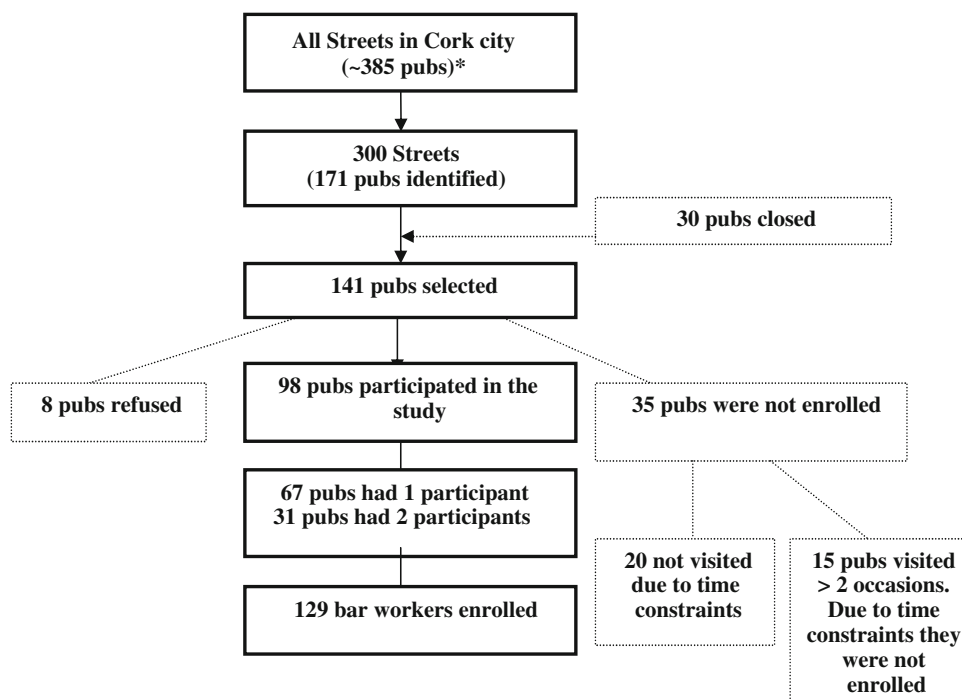 All Streets in Cork city
(~385 pubs)*
300 Streets
(171 pubs identified)
30 pubs closed
141 pubs selected
8 pubs refused
98 pubs participated in the
study
35 pubs were not enrolled
67 pubs had 1 participant
31 pubs had 2 participants
20 not visited
due to time
constraints
15 pubs visited
> 2 occasions.
Due to time
constraints they
were not
enrolled
129 bar workers enrolled